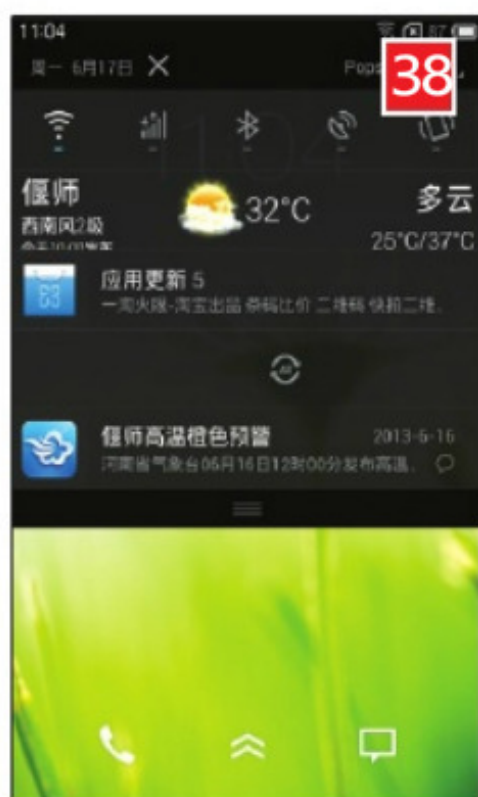 11:04
87
周一 6月17日
38
偃师
32°C
多云
西南风2级
25°C/37°C
应用更新 5
一淘火眼-淘宝出品 条码比价 二维码 快拍二维.
偃师高温橙色预警
2013-6-16
河南省气象台06月16日12时00分发布高温.